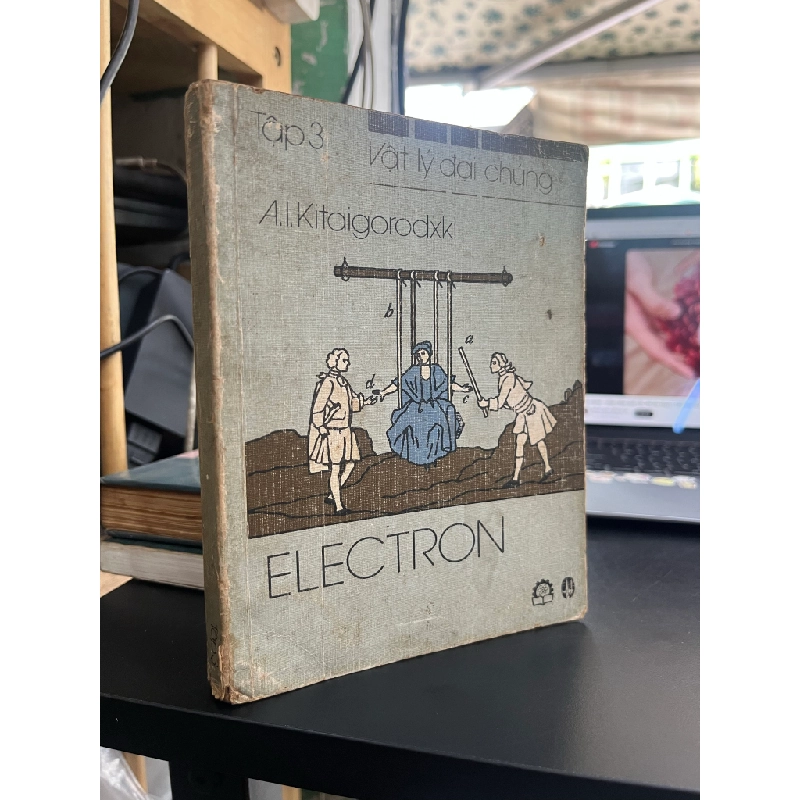 Tập 3
Vật lý đại chúng
A.I.Kitaigorodxk
b
a
d
c
ELECTRON